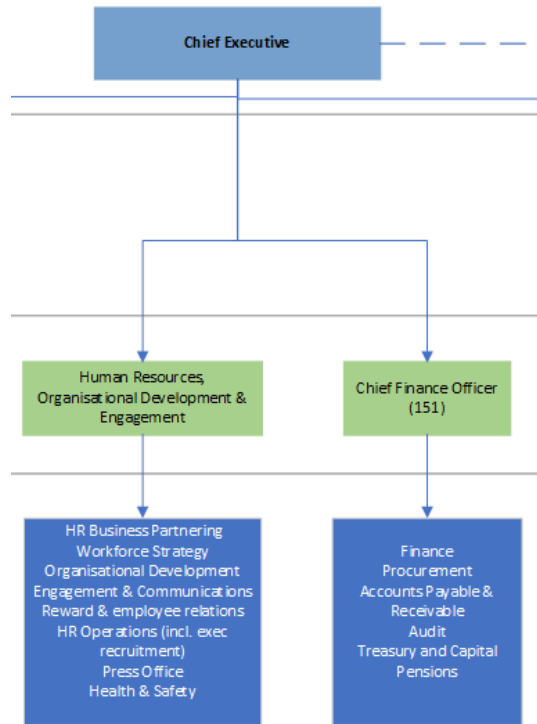 Chief Executive
Human Resources,
Organisational Development &
Engagement
Chief Finance Officer
(151)
HR Business Partnering
Workforce Strategy
Organisational Development
Engagement & Communications
Reward & employee relations
HR Operations (incl. exec
recruitment)
Press Office
Health & Safety
Finance
Procurement
Accounts Payable &
Receivable
Audit
Treasury and Capital
Pensions